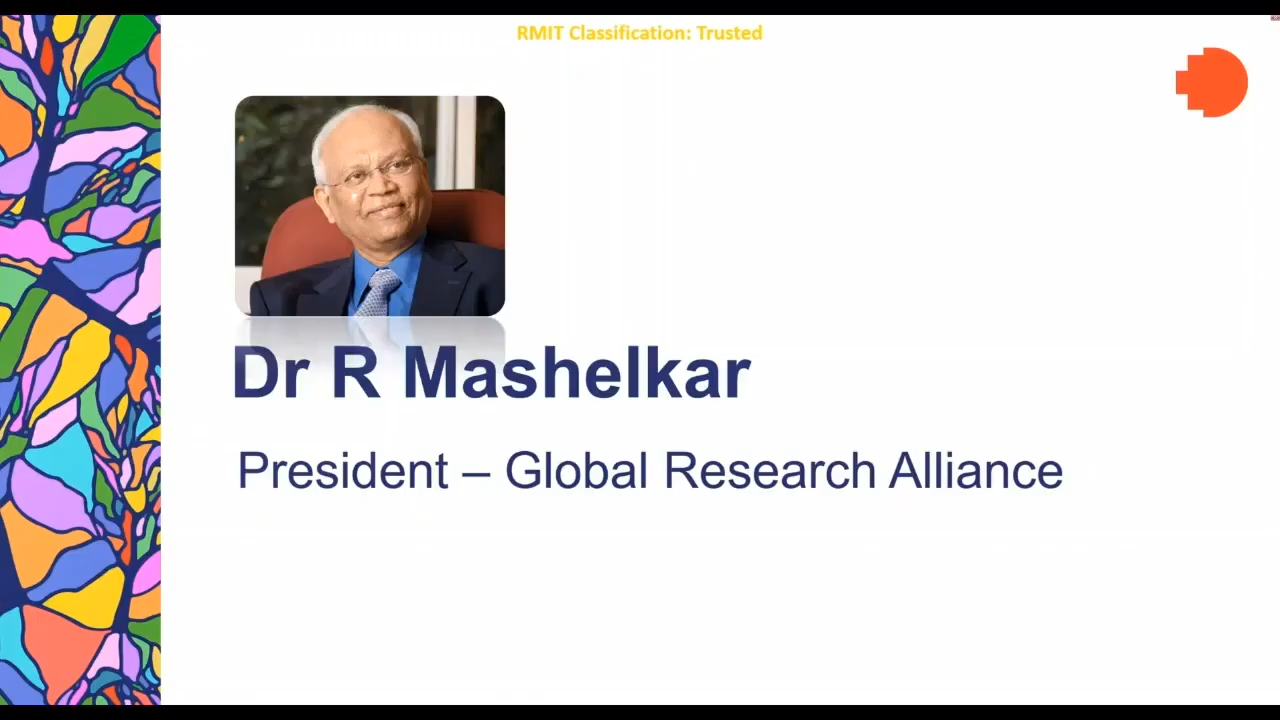 RMIT Classification: Trusted
Dr R Mashelkar
President – Global Research Alliance